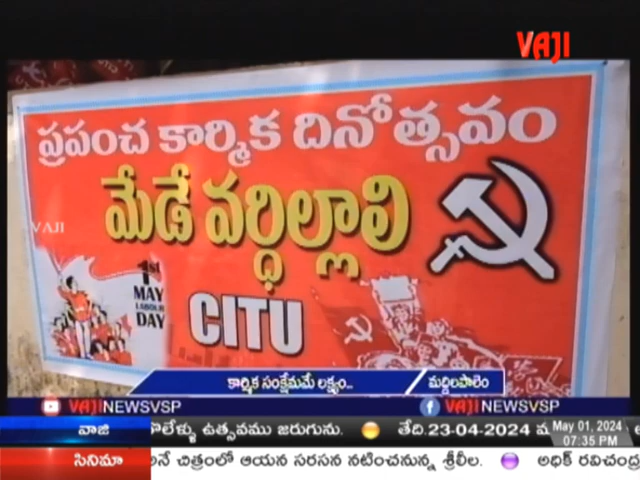 VAJI
ప్రపంచ కార్మిక దినోత్సవం
మేడే వర్ధిల్లాలి
VAJI
1st
MAY
LABOUR
DAY
CITU
కార్మిక సంక్షేమమే లక్ష్యం..
మద్దిలపాలెం
VAJINEWSVSP
VAJINEWSVSP
వాజి
కొలేళ్ళు ఉత్సవము జరుగును.
తేది.23-04-2024
May 01, 2024
07:35 PM
సినిమా
చిత్రంలో ఆయన సరసన నటించనున్న శ్రీలీల.
అధిక్ రవిచంద్ర